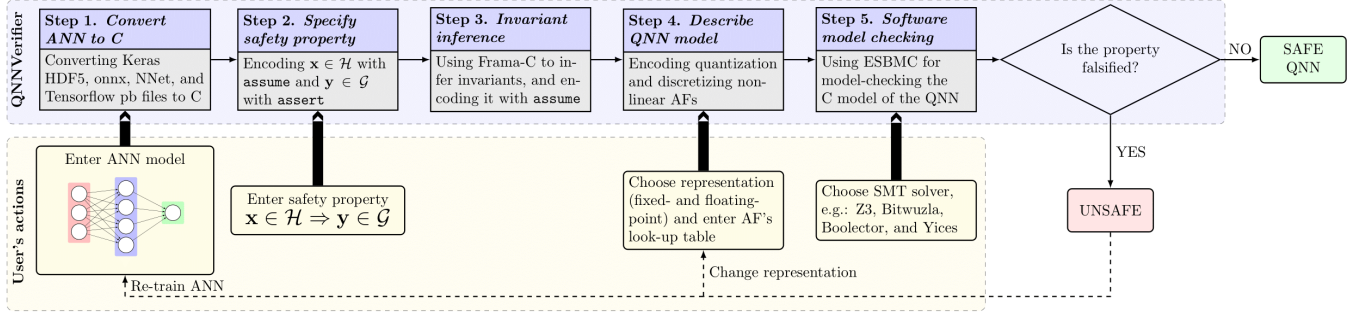 QNNVerifier
Step 1. Convert
ANN to C
Converting Keras
HDF5, onnx, NNet, and
Tensorflow pb files to C
Step 2. Specify
safety property
Encoding x ∈ H with
assume and y ∈ G
with assert
Step 3. Invariant
inference
Using Frama-C to in-
fer invariants, and en-
coding it with assume
Step 4. Describe
QNN model
Encoding quantization
and discretizing non-
linear AFs
Step 5. Software
model checking
Using ESBMC for
model-checking the
C model of the QNN
Is the property
falsified?
NO
SAFE
QNN
YES
UNSAFE
User's actions
Enter ANN model
Enter safety property
x ∈ H ⇒ y ∈ G
Choose representation
(fixed- and floating-
point) and enter AF's
look-up table
Choose SMT solver,
e.g.: Z3, Bitwuzla,
Boolector, and Yices
Re-train ANN
Change representation